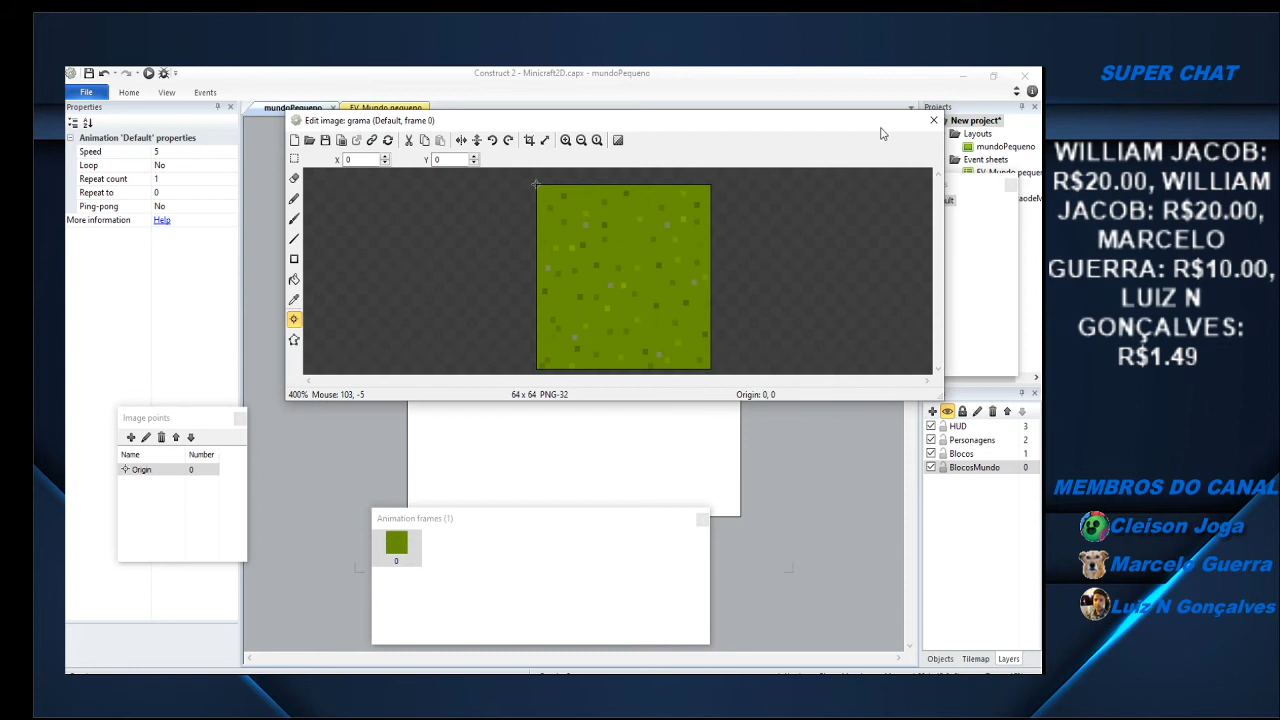 Construct 2 - Minicraft2D.capx - mundoPequeno
File
Home
View
Events
Properties
Animation 'Default' properties
Speed 5
Loop No
Repeat count 1
Repeat to 0
Ping-pong No
More information Help
mundoPequeno
EV_Mundo pequeno
Edit image: grama (Default, frame 0)
X 0
Y 0
400% Mouse: 103, -5
64 x 64 PNG-32
Origin: 0, 0
Image points
Name Number
Origin 0
Animation frames (1)
0
Projects
New project*
Layouts
mundoPequeno
Event sheets
HUD 3
Personagens 2
Blocos 1
BlocosMundo 0
Objects
Tilemap
Layers
SUPER CHAT
WILLIAM JACOB:
R$20.00, WILLIAM
JACOB: R$20.00,
MARCELO
GUERRA: R$10.00,
LUIZ N
GONÇALVES:
R$1.49
MEMBROS DO CANAL
Cleison Joga
Marcelo Guerra
Luiz N Gonçalves